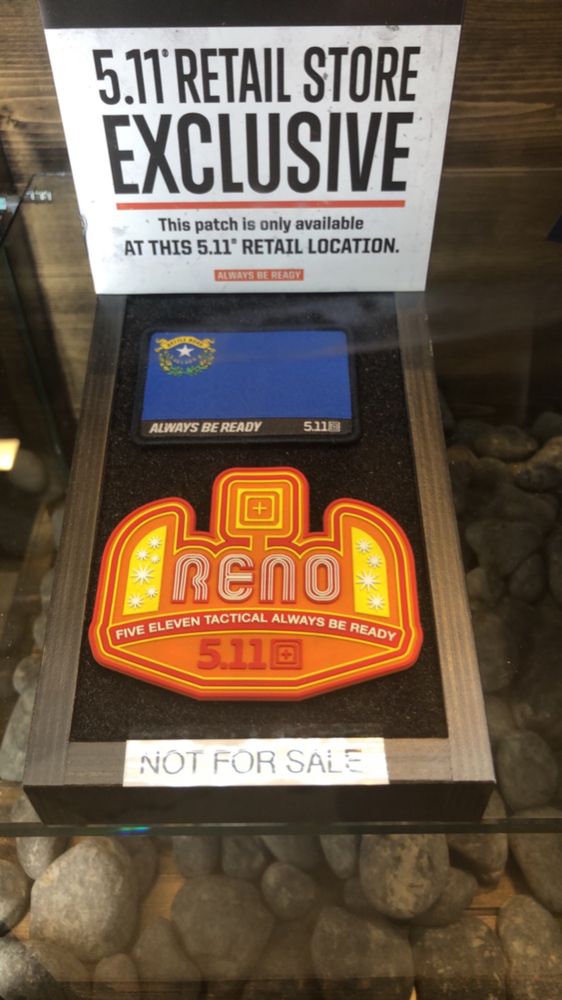 5.11® RETAIL STORE
EXCLUSIVE
This patch is only available
AT THIS 5.11® RETAIL LOCATION.
ALWAYS BE READY
BATTLE BORN
NEVADA
ALWAYS BE READY 5.11
RENO
FIVE ELEVEN TACTICAL ALWAYS BE READY
5.11
NOT FOR SALE